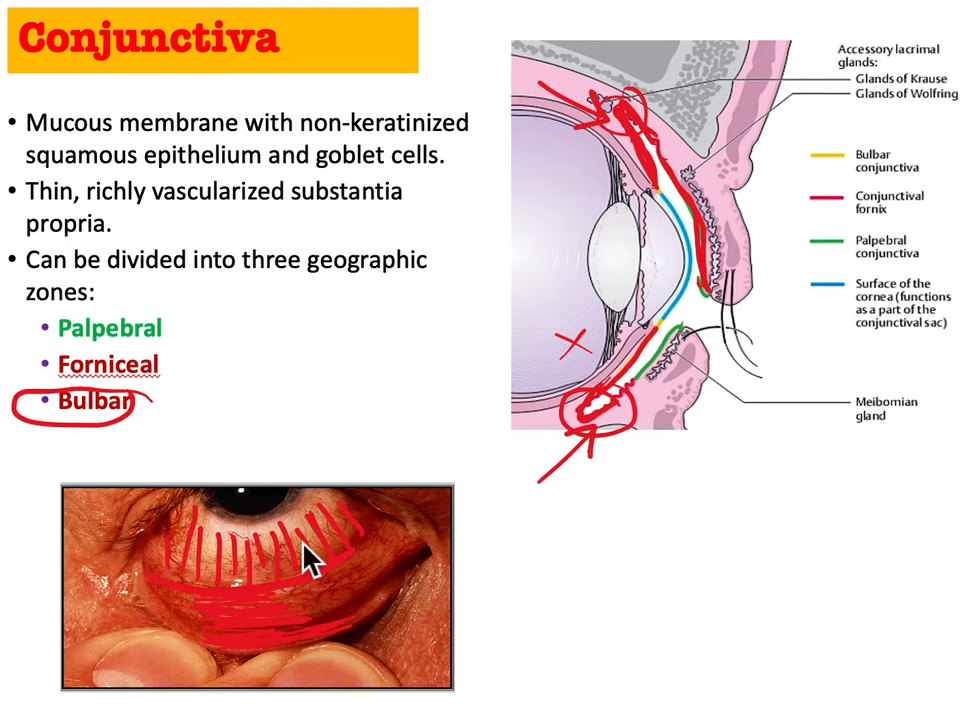 Conjunctiva
• Mucous membrane with non-keratinized
squamous epithelium and goblet cells.
• Thin, richly vascularized substantia
propria.
• Can be divided into three geographic
zones:
• Palpebral
• Forniceal
• Bulbar
Accessory lacrimal
glands:
Glands of Krause
Glands of Wolfring
Bulbar
conjunctiva
Conjunctival
fornix
Palpebral
conjunctiva
Surface of the
cornea (functions
as a part of the
conjunctival sac)
Meibomian
gland